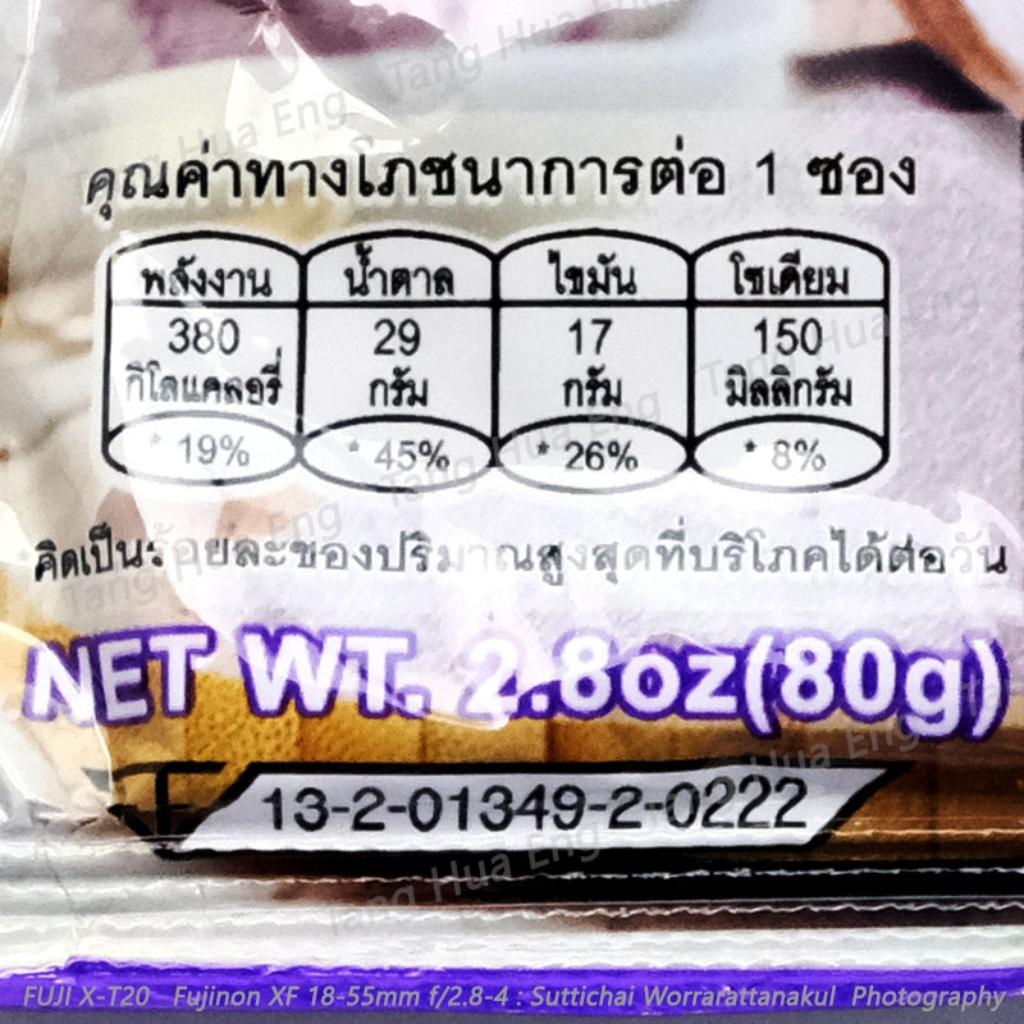 คุณค่าทางโภชนาการต่อ 1 ซอง
พลังงาน น้ำตาล ไขมัน โซเดียม
380 29 17 150
กิโลแคลอรี่ กรัม กรัม มิลลิกรัม
* 19% * 45% * 26% * 8%
คิดเป็นร้อยละของปริมาณสูงสุดที่บริโภคได้ต่อวัน
NET WT. 2.8oz(80g)
13-2-01349-2-0222
FUJI X-T20 Fujinon XF 18-55mm f/2.8-4 : Suttichai Worrarattanakul Photography